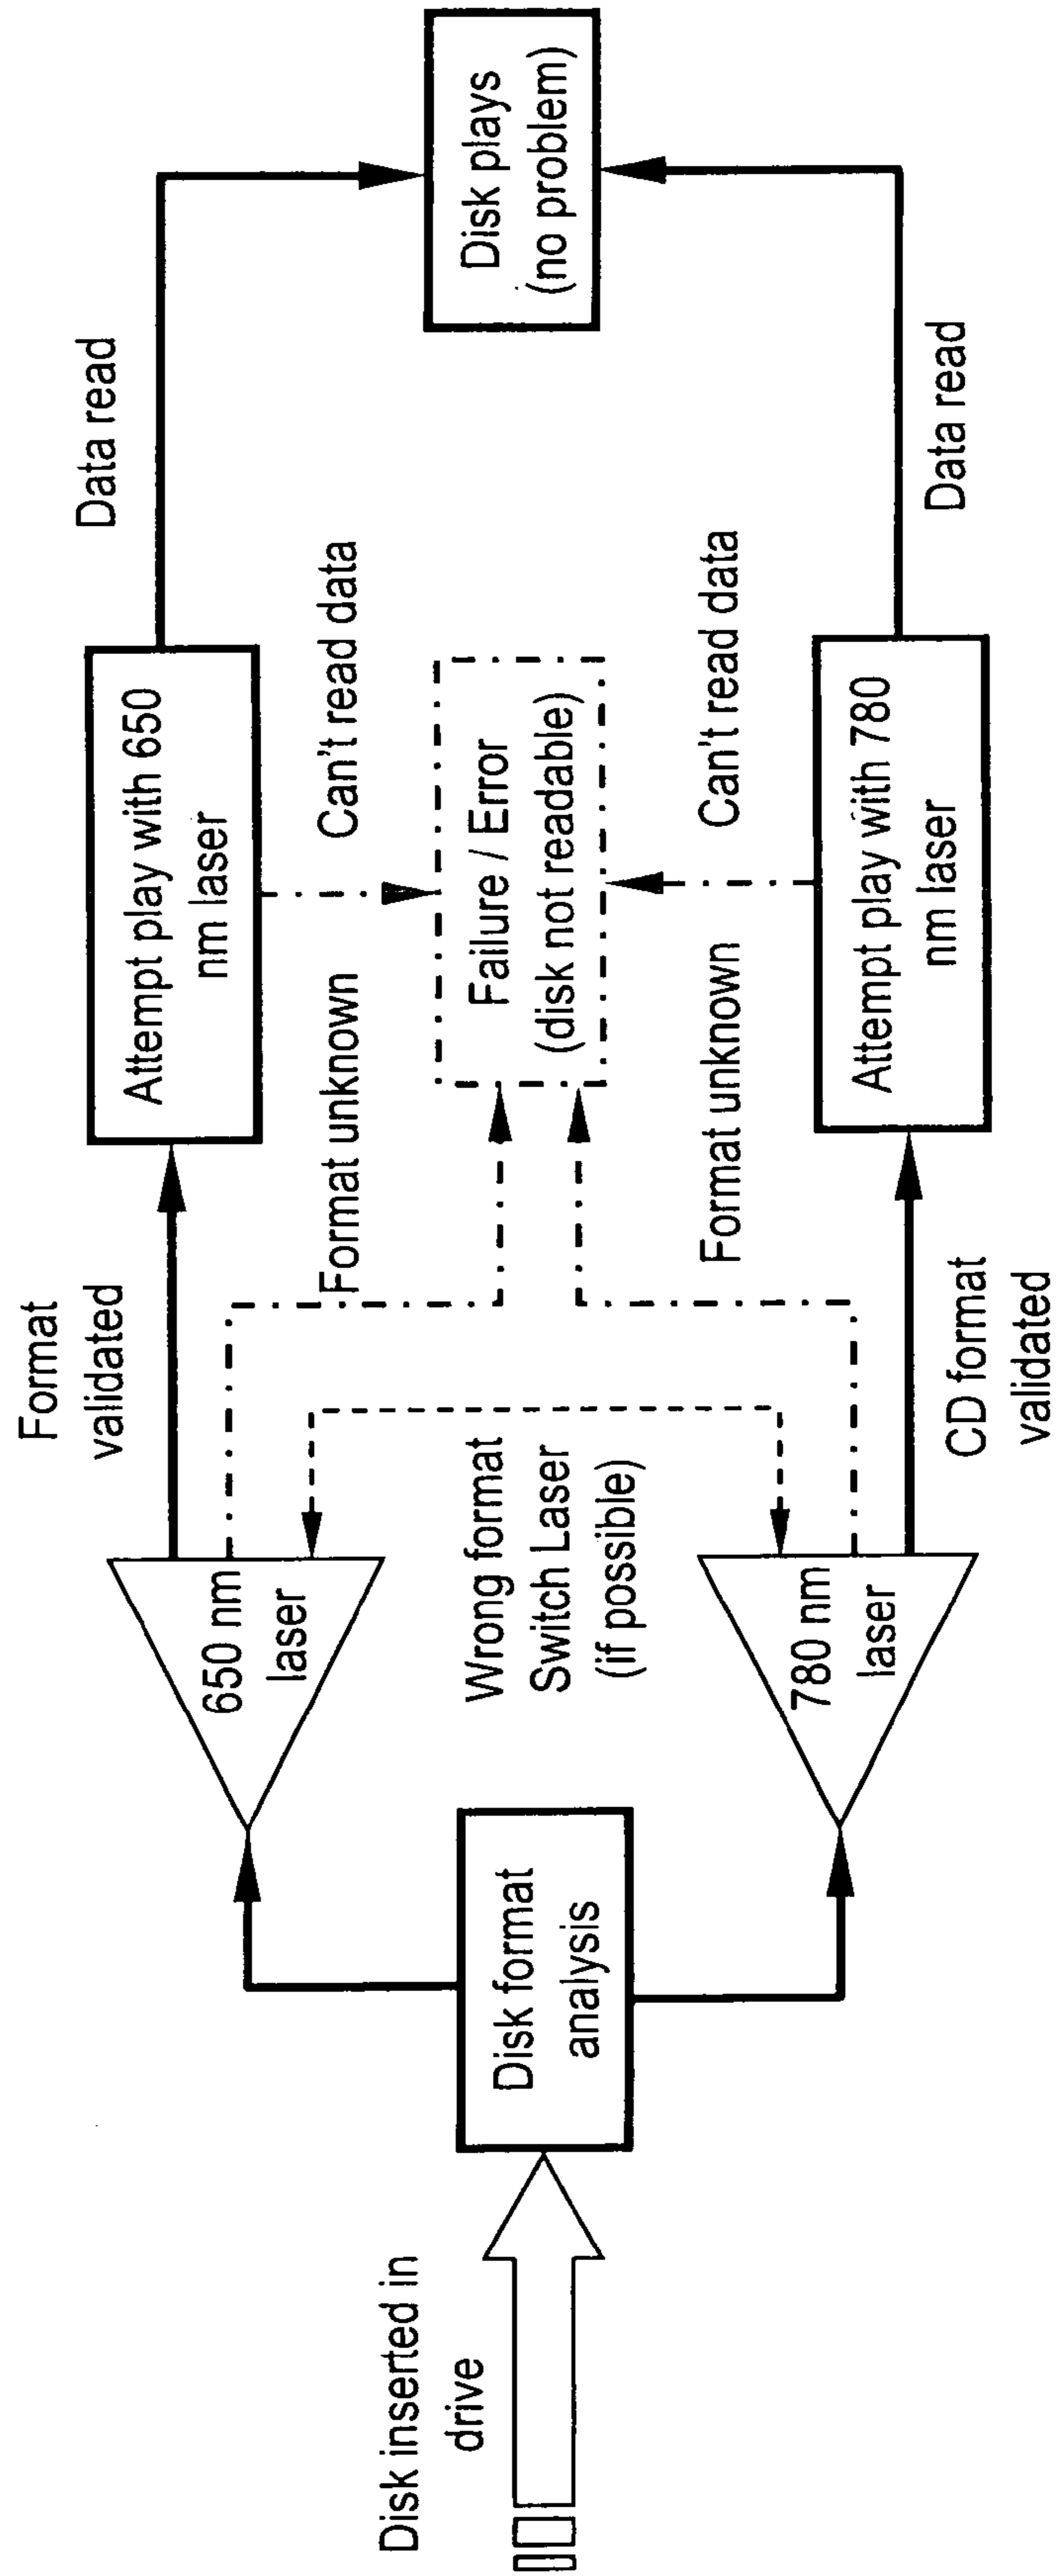 Disk inserted in
drive
Disk format
analysis
650 nm
laser
780 nm
laser
Wrong format
Switch Laser
(if possible)
Format
validated
CD format
validated
Format unknown
Format unknown
Attempt play with 650
nm laser
Attempt play with 780
nm laser
Can't read data
Can't read data
Failure / Error
(disk not readable)
Data read
Data read
Disk plays
(no problem)